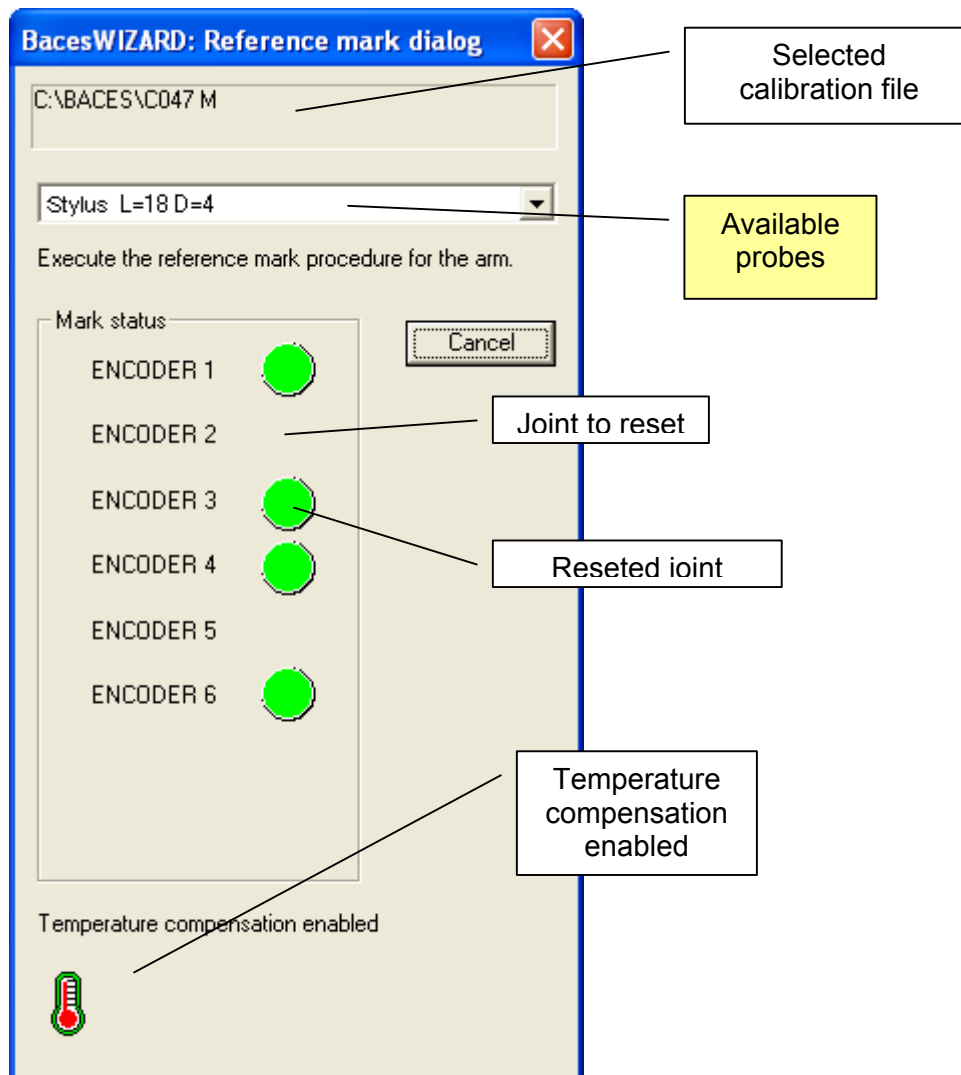 BacesWIZARD: Reference mark dialog
C:\BACES\C047 M
Selected
calibration file
Stylus L=18 D=4
Available
probes
Execute the reference mark procedure for the arm.
Mark status
Cancel
ENCODER 1
ENCODER 2
Joint to reset
ENCODER 3
ENCODER 4
Reseted joint
ENCODER 5
ENCODER 6
Temperature
compensation
enabled
Temperature compensation enabled